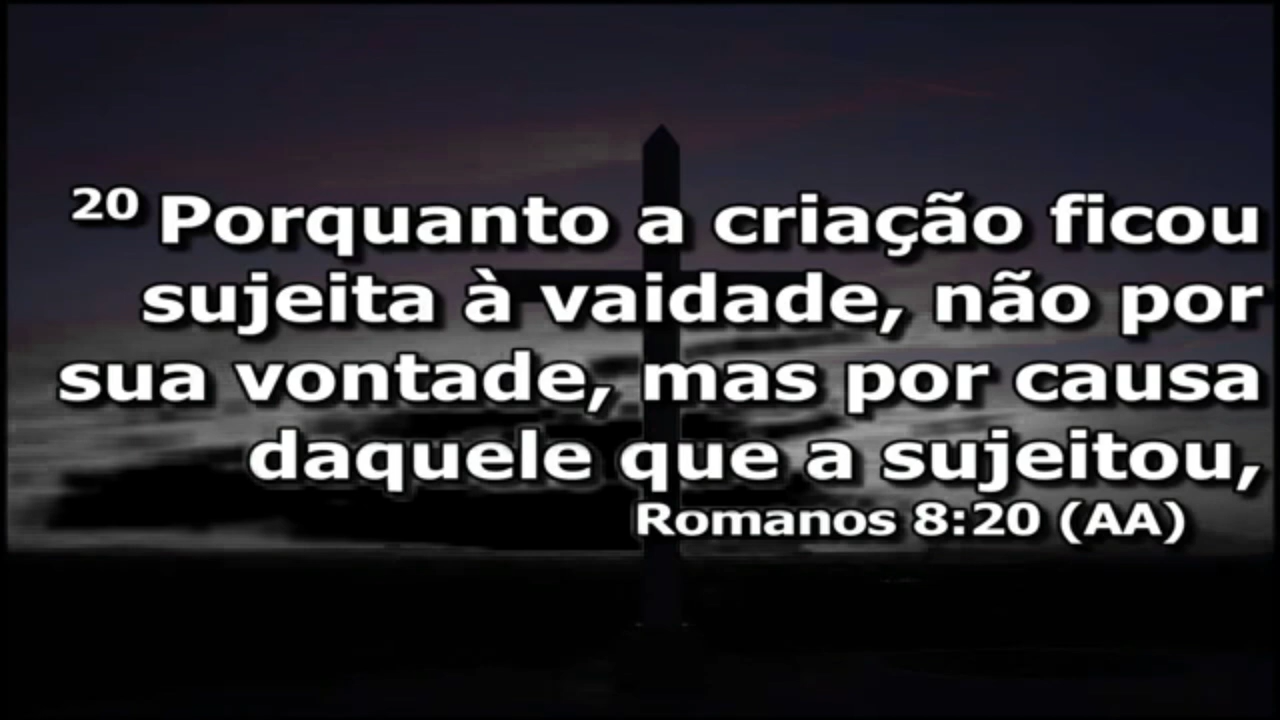 20 Porquanto a criação ficou
sujeita à vaidade, não por
sua vontade, mas por causa
daquele que a sujeitou,
Romanos 8:20 (AA)